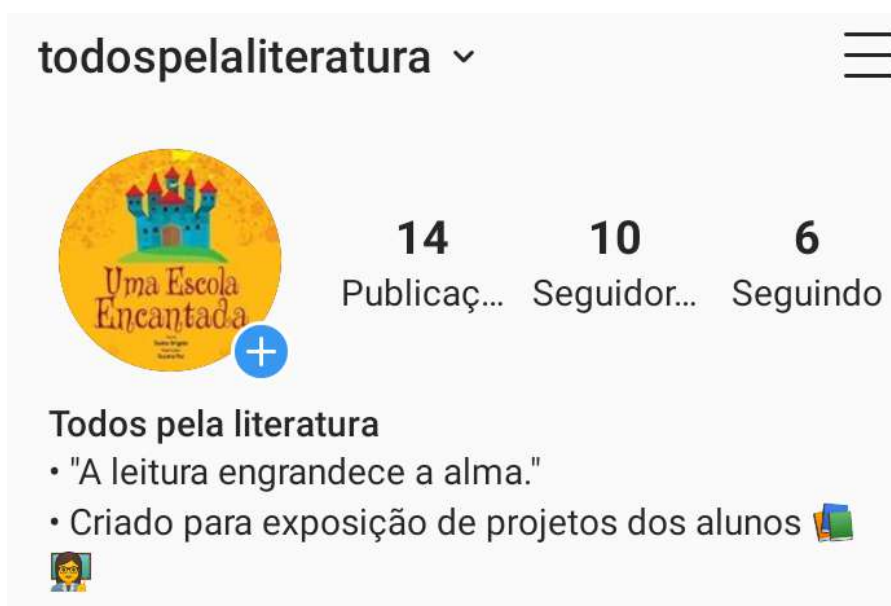 todospelaliteratura
14 10 6
Publicaç... Seguidor... Seguindo
Uma Escola
Encantada
Todos pela literatura
• "A leitura engrandece a alma."
• Criado para exposição de projetos dos alunos 📚
👩‍🏫